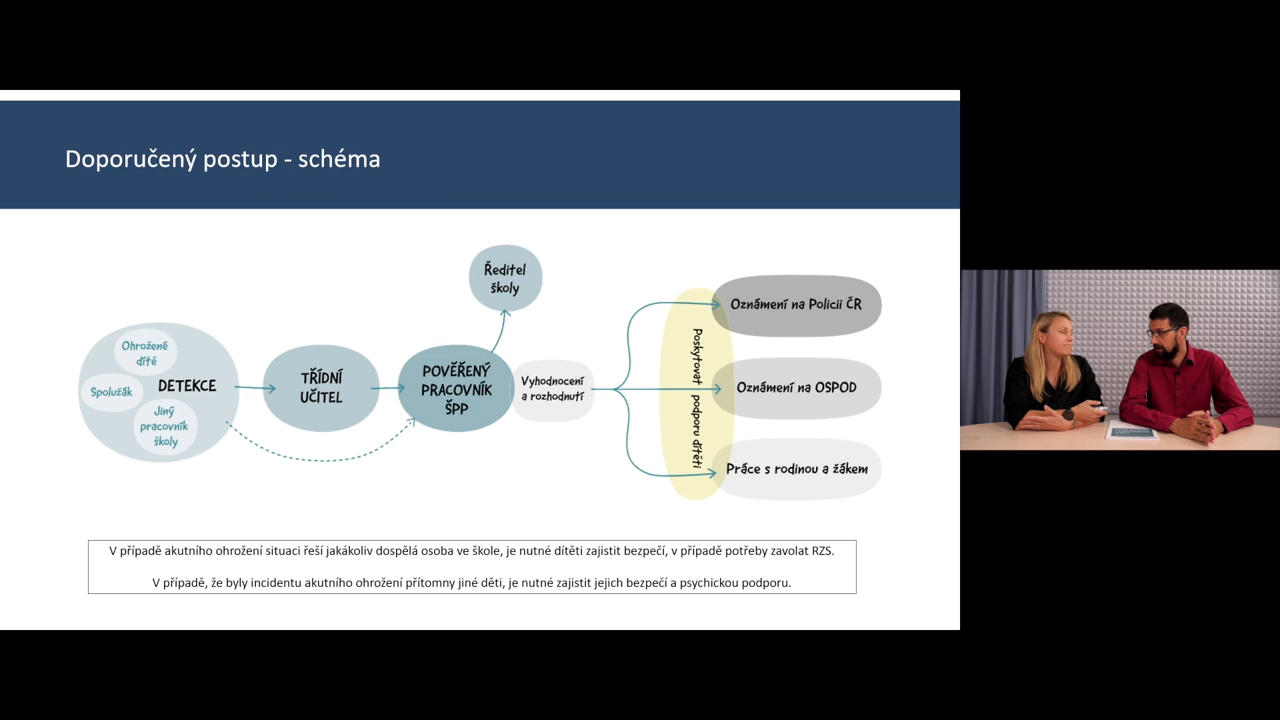 Doporučený postup - schéma
Ředitel
školy
Ohrožené
dítě
Spolužák
DETEKCE
Jiný
pracovník
školy
TŘÍDNÍ
UČITEL
POVĚŘENÝ
PRACOVNÍK
ŠPP
Vyhodnocení
a rozhodnutí
Poskytovat podporu dítěti
Oznámení na Policii ČR
Oznámení na OSPOD
Práce s rodinou a žákem
V případě akutního ohrožení situaci řeší jakákoliv dospělá osoba ve škole, je nutné dítěti zajistit bezpečí, v případě potřeby zavolat RZS.
V případě, že byly incidentu akutního ohrožení přítomny jiné děti, je nutné zajistit jejich bezpečí a psychickou podporu.